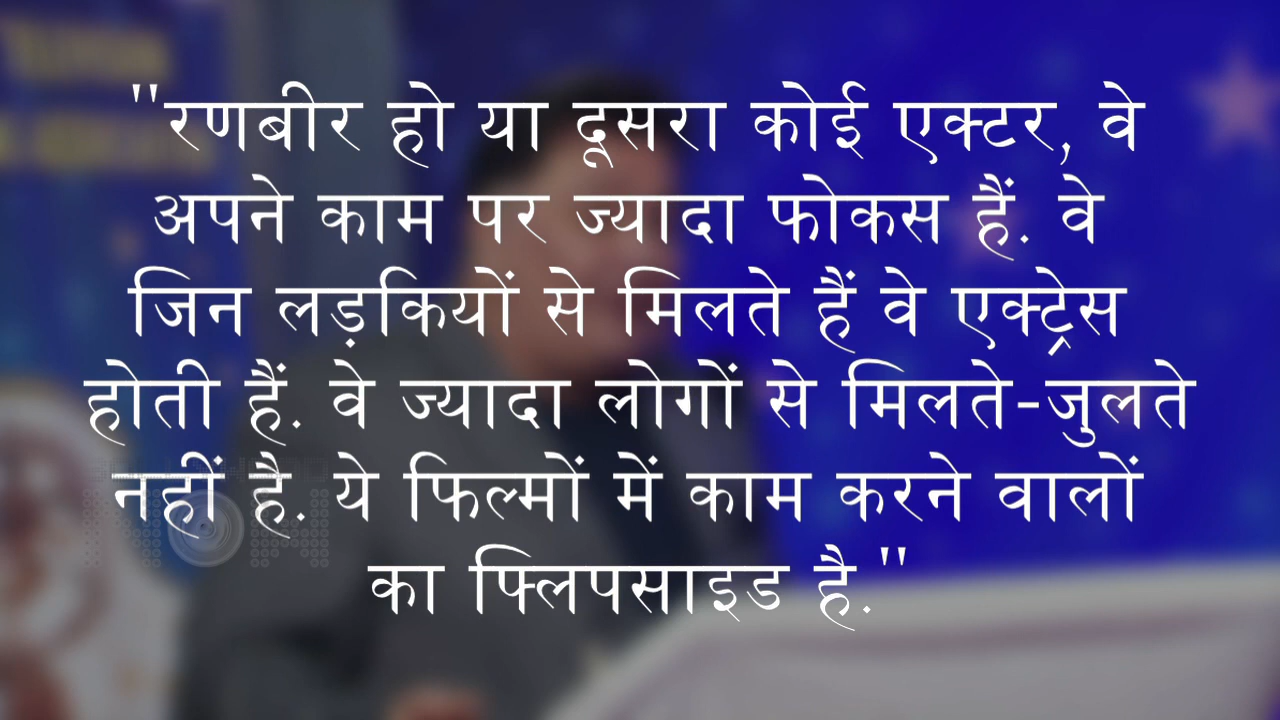 "रणबीर हो या दूसरा कोई एक्टर, वे
अपने काम पर ज्यादा फोकस हैं. वे
जिन लड़कियों से मिलते हैं वे एक्ट्रेस
होती हैं. वे ज्यादा लोगों से मिलते-जुलते
नहीं है. ये फिल्मों में काम करने वालों
का फ्लिपसाइड है."